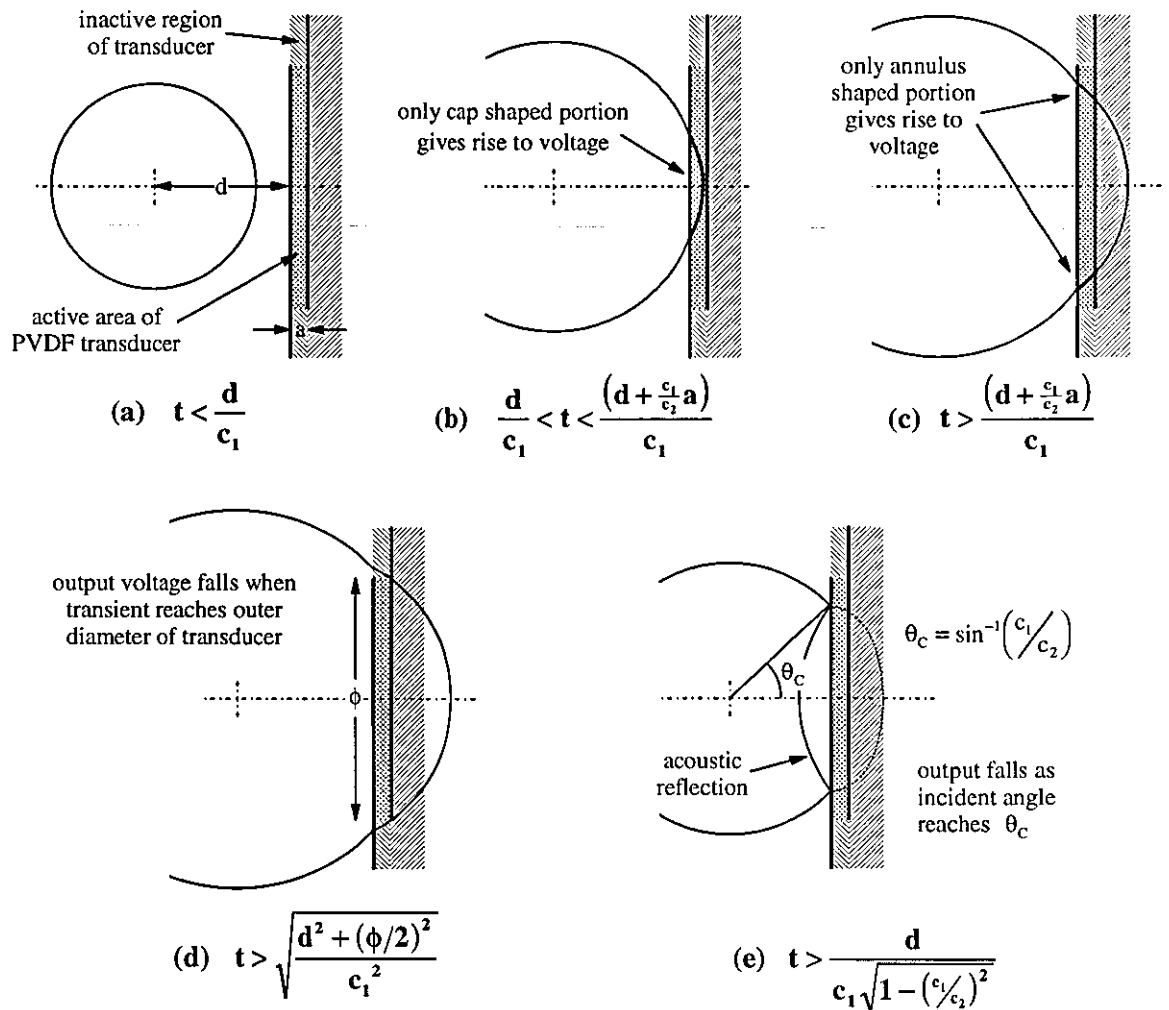 inactive region
of transducer
d
active area of
PVDF transducer
a
(a) t < d/c₁
only cap shaped portion
gives rise to voltage
(b) d/c₁ < t < (d + c₁/c₂ a)/c₁
only annulus
shaped portion
gives rise to
voltage
(c) t > (d + c₁/c₂ a)/c₁
output voltage falls when
transient reaches outer
diameter of transducer
ϕ
(d) t > √((d² + (ϕ/2)²)/c₁²)
θ_C
acoustic
reflection
θ_C = sin⁻¹(c₁/c₂)
output falls as
incident angle
reaches θ_C
(e) t > d/(c₁√(1 − (c₁/c₂)²))